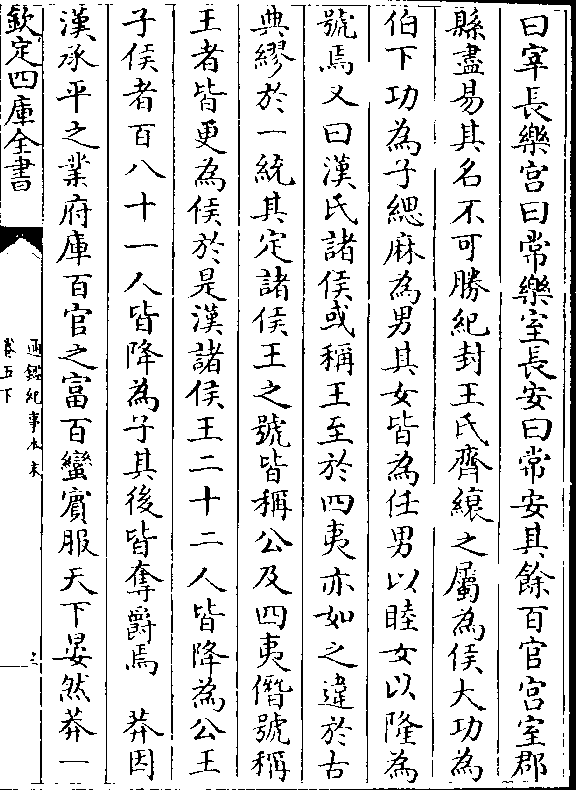 曰宰長樂宫曰常樂室長安曰常安其餘百官宫室郡
縣盡易其名不可勝紀封王氏齊縗之屬為侯大功為
伯下功為子緦麻為男其女皆為任男以睦女以隆為
號焉又曰漢氏諸侯或稱王至於四夷亦如之違於古
典繆於一統其定諸侯王之號皆稱公及四夷僭號稱
王者皆更為侯於是漢諸侯王二十二人皆降為公王
子侯者百八十一人皆降為子其後皆奪爵焉 莽因
漢承平之業府庫百官之富百蠻賓服天下晏然莽一
欽定四庫全書
通鑑紀事本末
卷五下